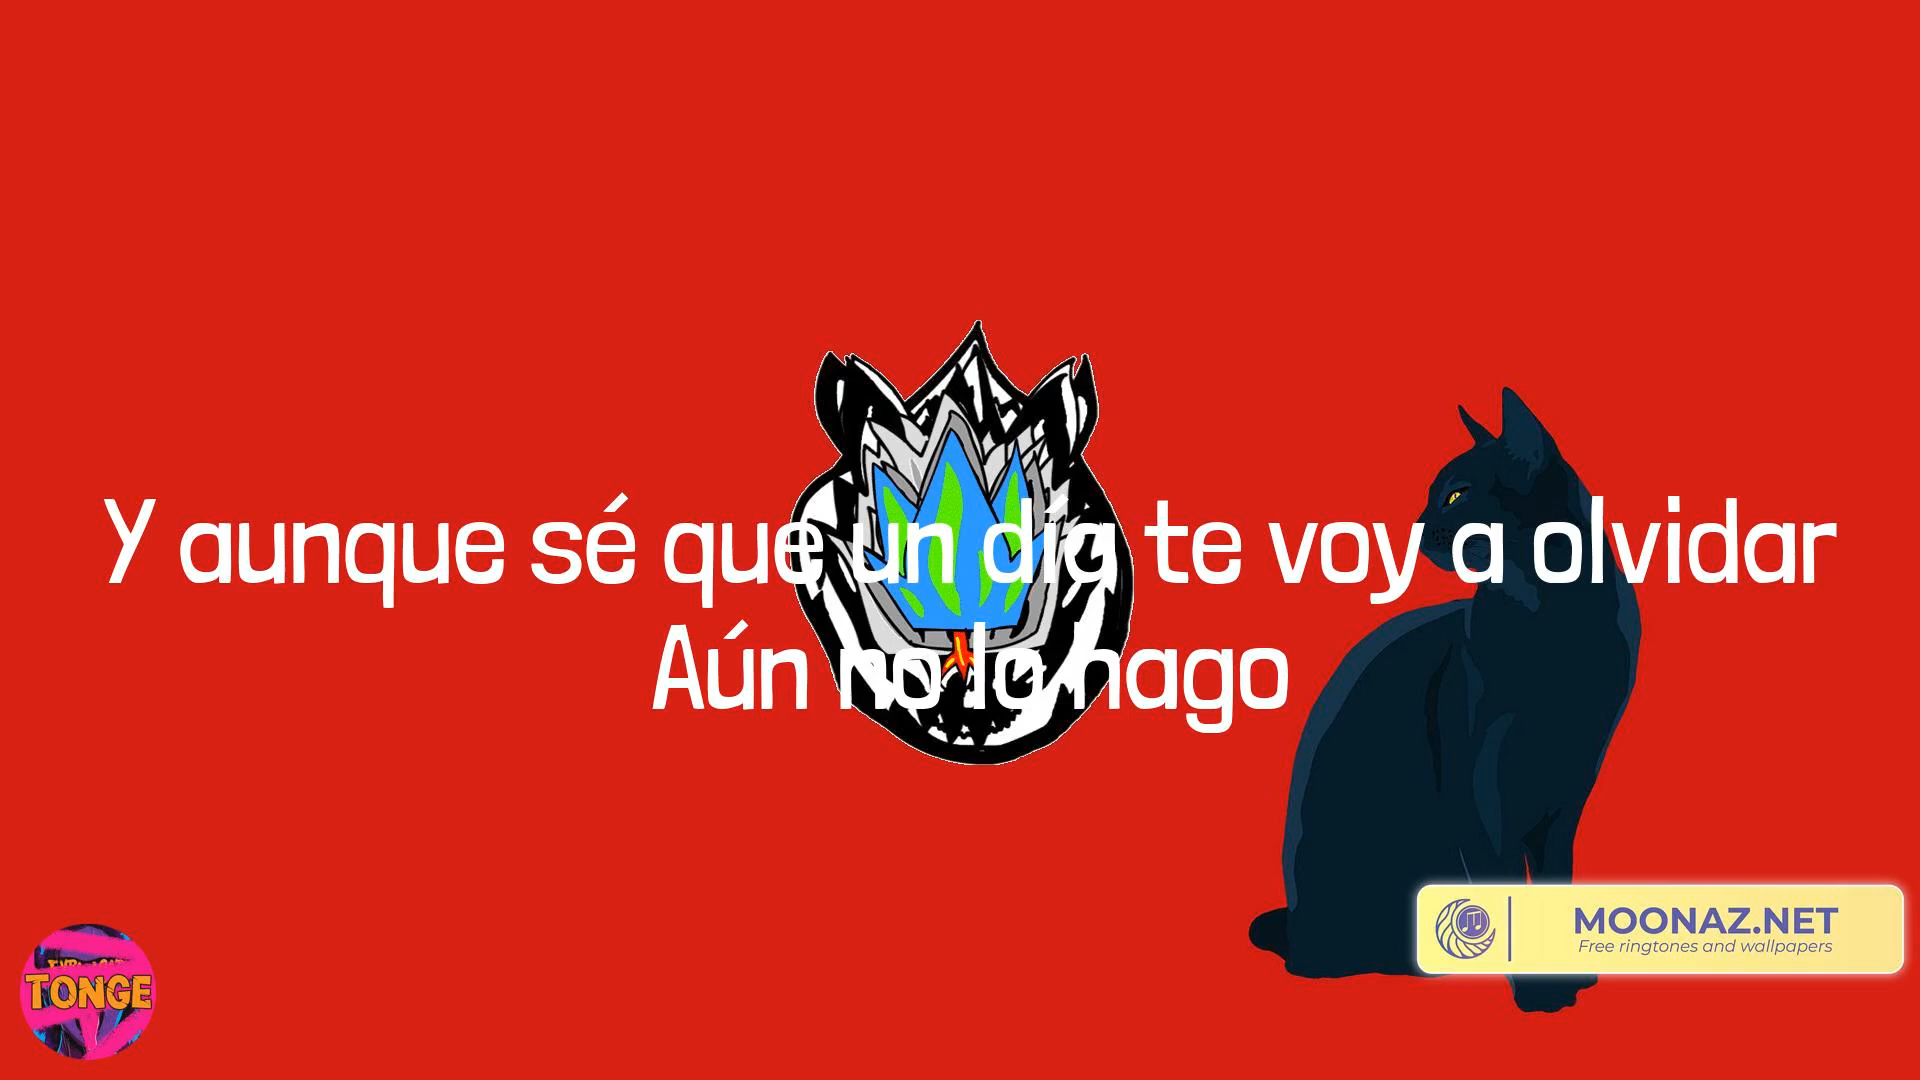 Y aunque sé que un día te voy a olvidar
Aún no lo hago
MOONAZ.NET
Free ringtones and wallpapers
TONGE